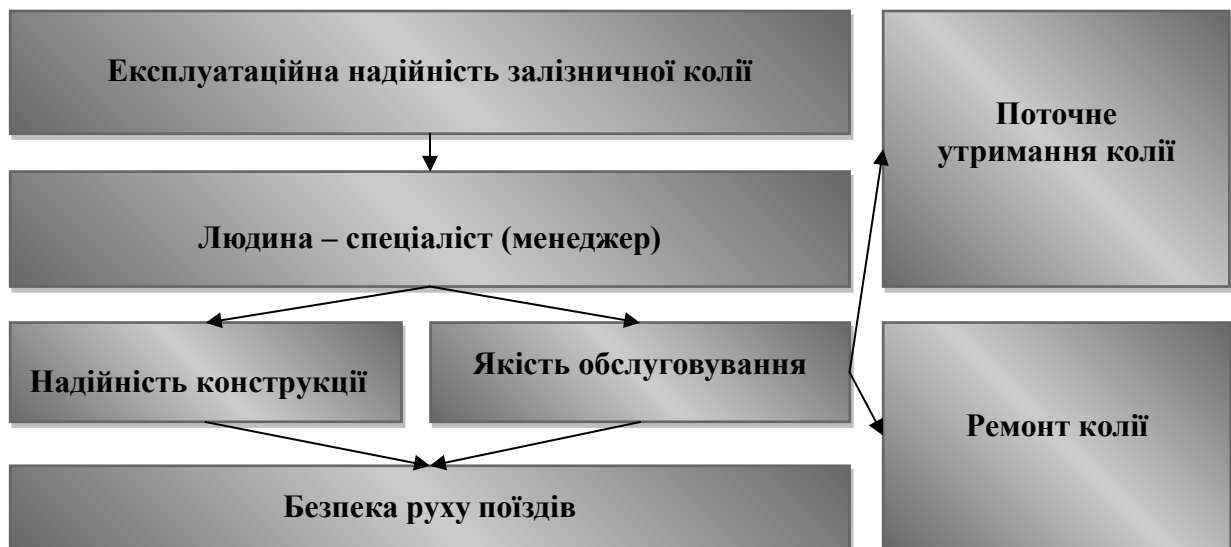 Експлуатаційна надійність залізничної колії
Людина – спеціаліст (менеджер)
Надійність конструкції
Якість обслуговування
Безпека руху поїздів
Поточне
утримання колії
Ремонт колії